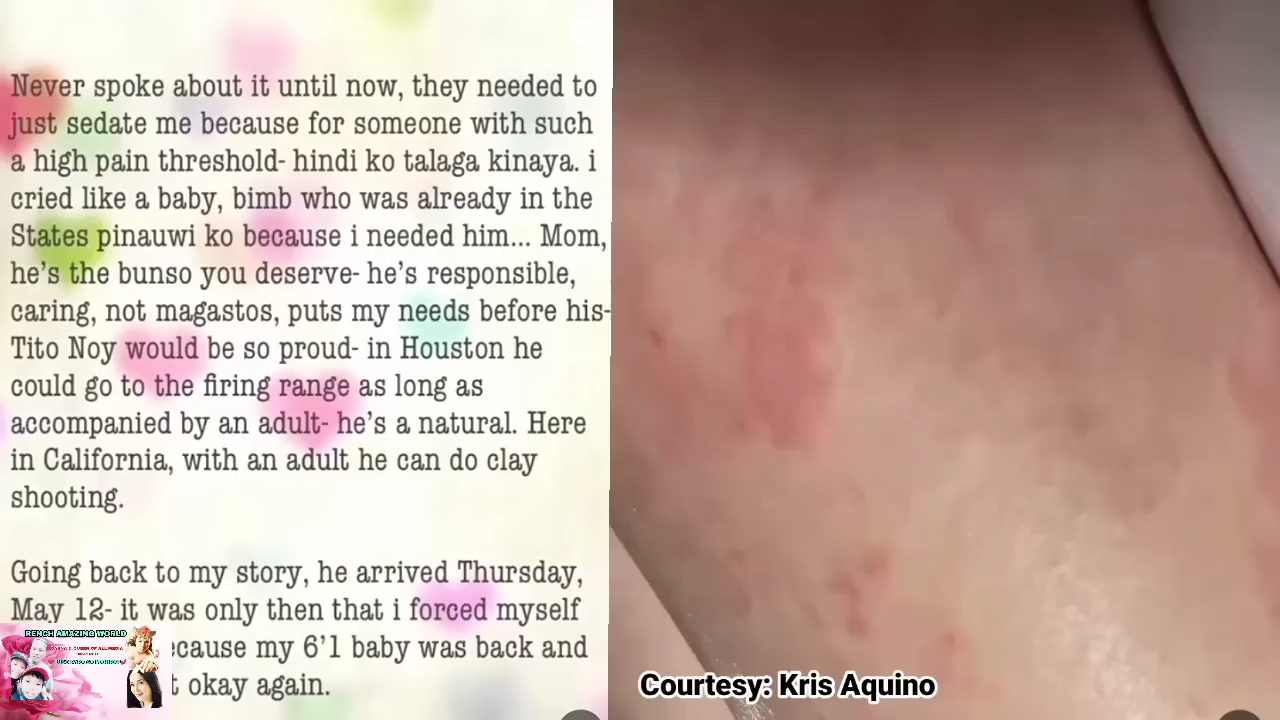 Never spoke about it until now, they needed to
just sedate me because for someone with such
a high pain threshold- hindi ko talaga kinaya. i
cried like a baby, bimb who was already in the
States pinauwi ko because i needed him... Mom,
he's the bunso you deserve- he's responsible,
caring, not magastos, puts my needs before his-
Tito Noy would be so proud- in Houston he
could go to the firing range as long as
accompanied by an adult- he's a natural. Here
in California, with an adult he can do clay
shooting.
Going back to my story, he arrived Thursday,
May 12- it was only then that i forced myself
ecause my 6'1 baby was back and
t okay again.
RENCH AMAZING WORLD
Courtesy: Kris Aquino